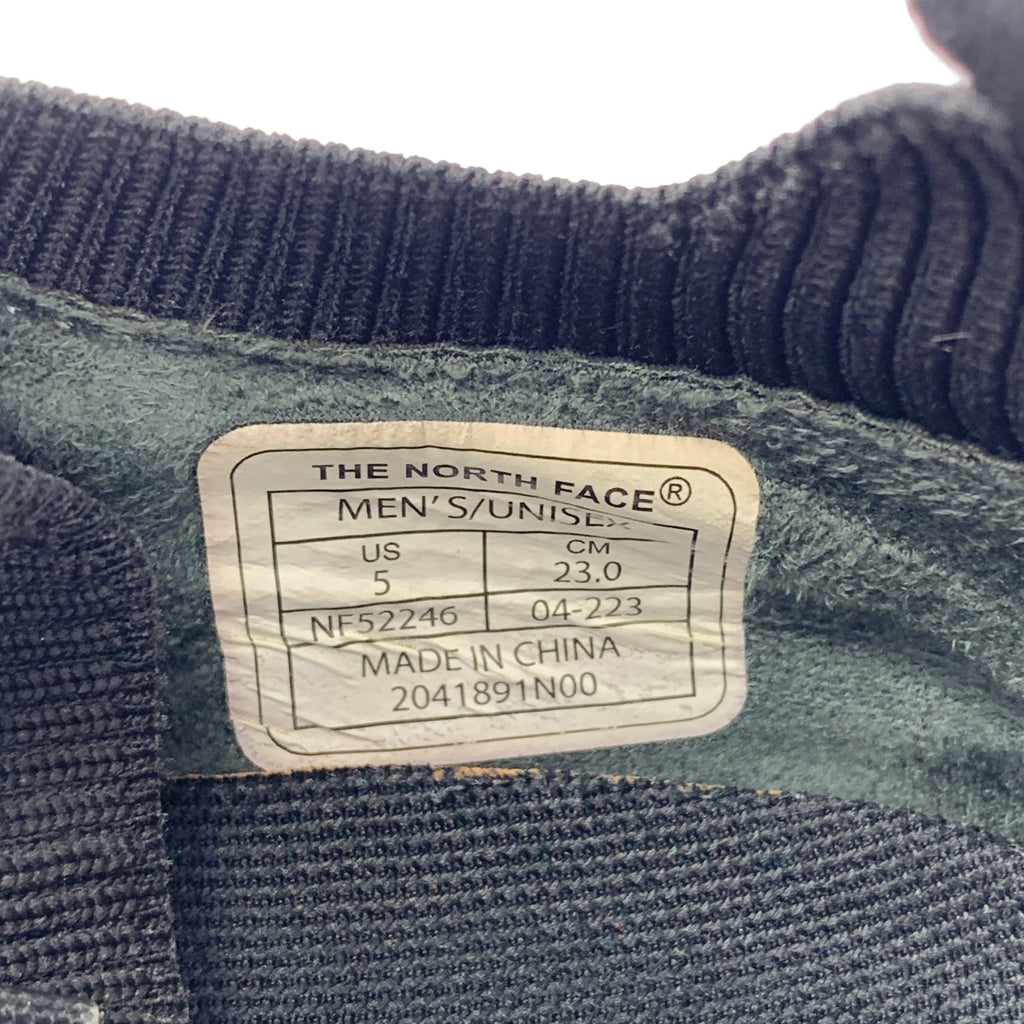 THE NORTH FACE®
MEN'S/UNISEX
US CM
5 23.0
NF52246 04-223
MADE IN CHINA
2041891N00